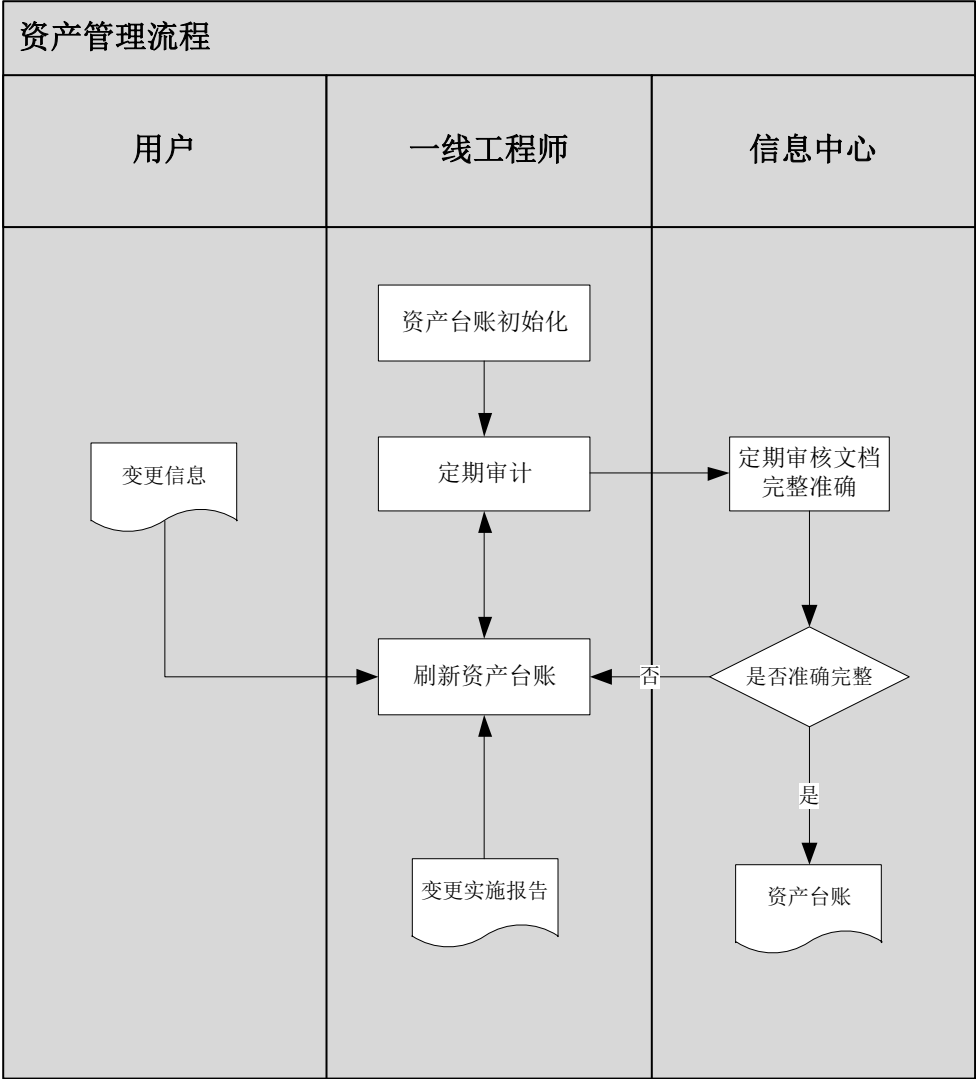 资产管理流程
用户
一线工程师
信息中心
资产台账初始化
变更信息
定期审计
定期审核文档
完整准确
刷新资产台账
否
是否准确完整
是
变更实施报告
资产台账